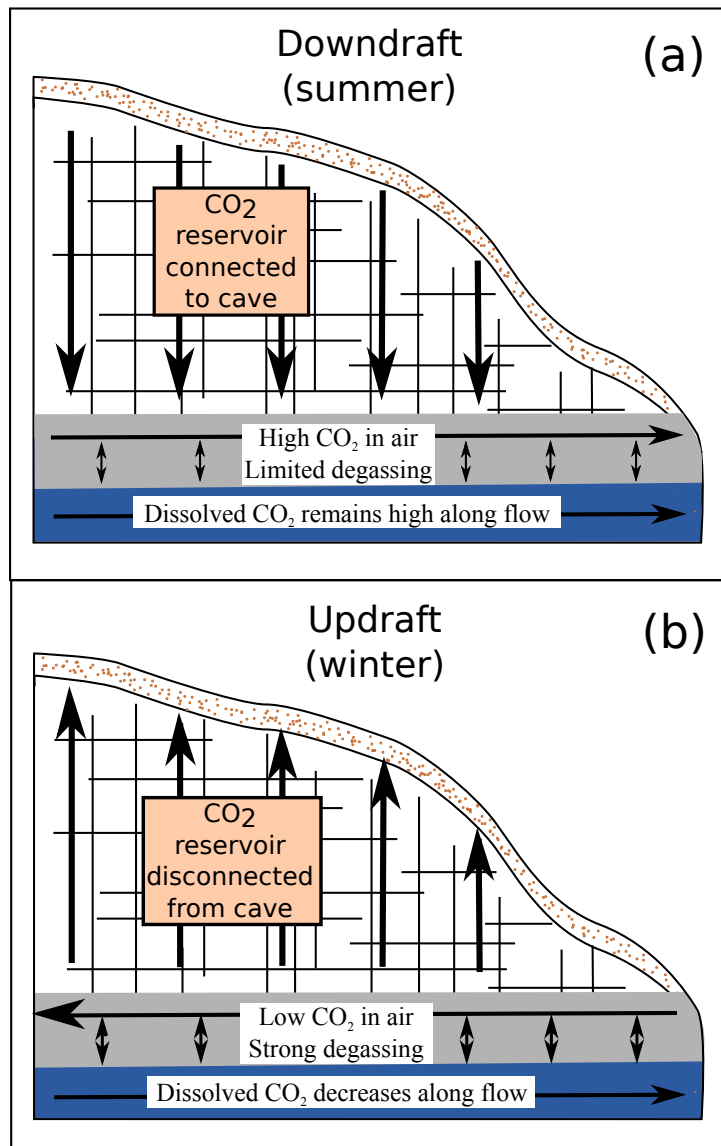 Downdraft
(summer)
(a)
CO2
reservoir
connected
to cave
High CO2 in air
Limited degassing
Dissolved CO2 remains high along flow
Updraft
(winter)
(b)
CO2
reservoir
disconnected
from cave
Low CO2 in air
Strong degassing
Dissolved CO2 decreases along flow